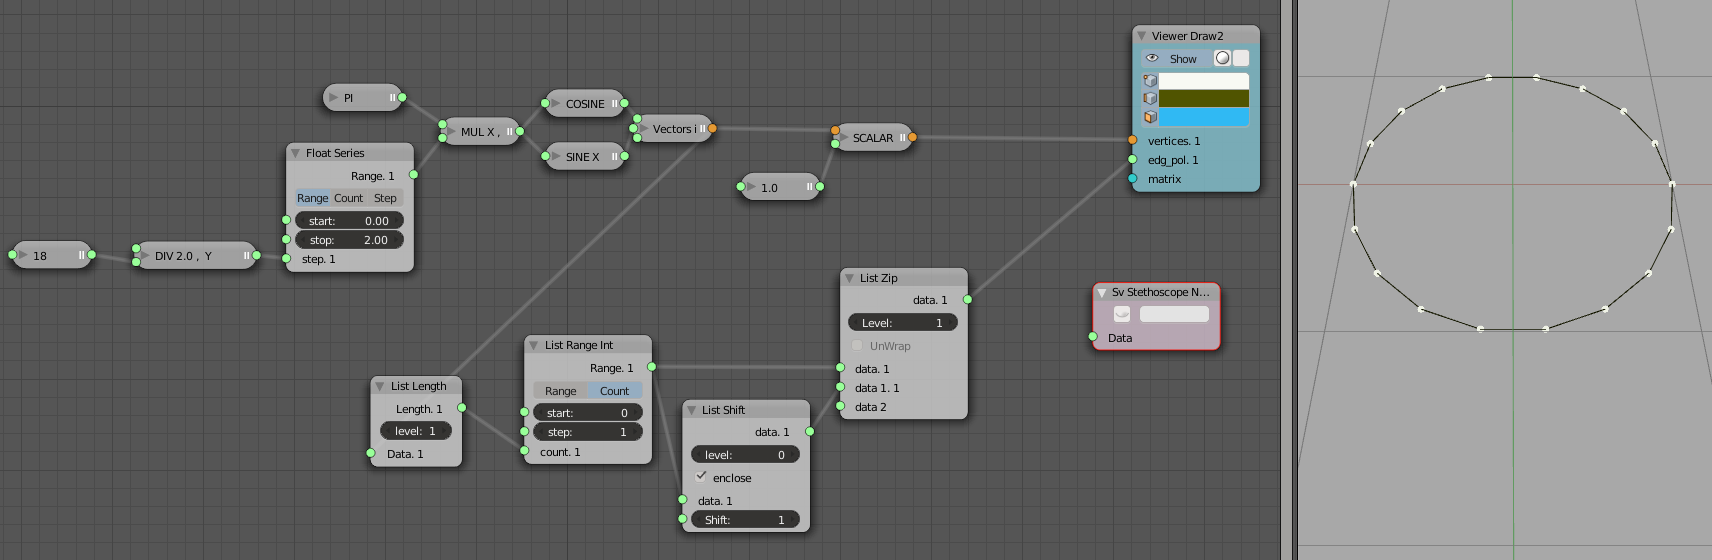 PI
MUL X ,
COSINE
SINE X
Vectors i
SCALAR
1.0
Float Series
Range. 1
Range Count Step
start: 0.00
stop: 2.00
step. 1
18
DIV 2.0 , Y
Viewer Draw2
Show
vertices. 1
edg_pol. 1
matrix
List Length
Length. 1
level: 1
Data. 1
List Range Int
Range. 1
Range Count
start: 0
step: 1
count. 1
List Shift
data. 1
level: 0
enclose
data. 1
Shift: 1
List Zip
data. 1
Level: 1
UnWrap
data. 1
data 1. 1
data 2
Sv Stethoscope N...
Data